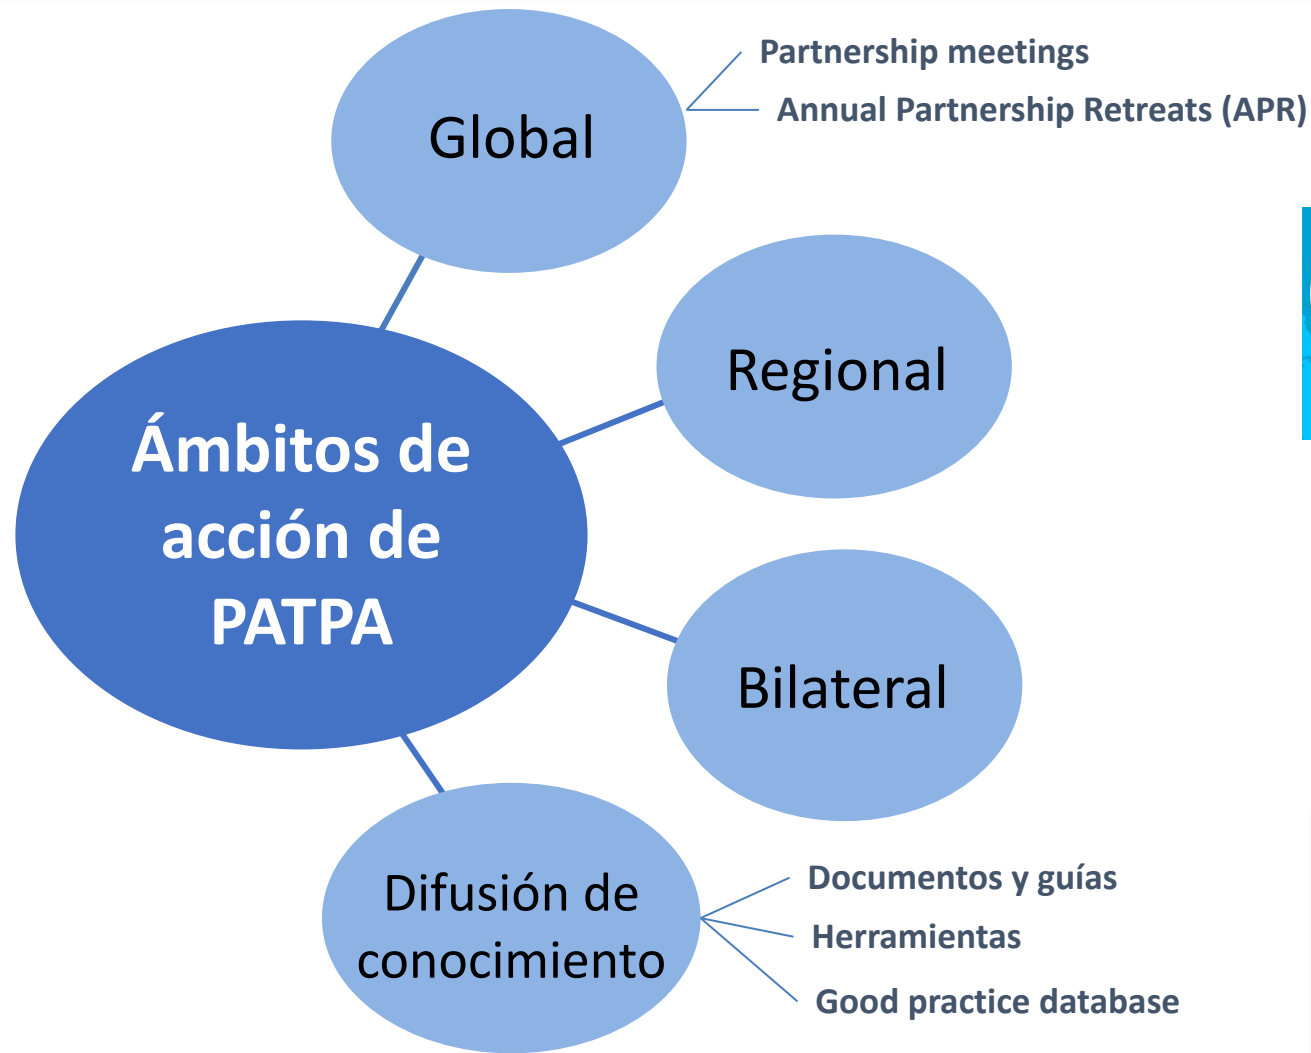 Partnership meetings
Annual Partnership Retreats (APR)
Global
Regional
Ámbitos de
acción de
PATPA
Bilateral
Difusión de
conocimiento
Documentos y guías
Herramientas
Good practice database